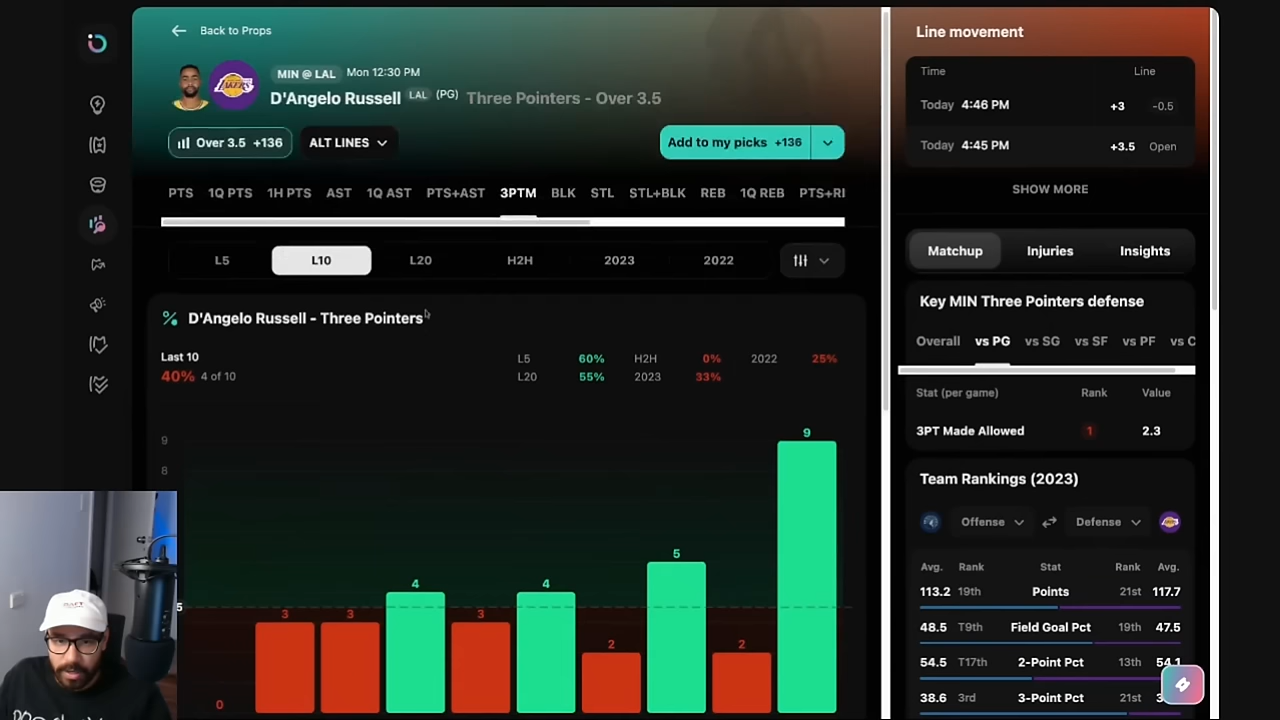 Back to Props
MIN @ LAL Mon 12:30 PM
D'Angelo Russell LAL (PG) Three Pointers - Over 3.5
Over 3.5 +136 ALT LINES Add to my picks +136
PTS 1Q PTS 1H PTS AST 1Q AST PTS+AST 3PTM BLK STL STL+BLK REB 1Q REB PTS+RE
L5 L10 L20 H2H 2023 2022
D'Angelo Russell - Three Pointers
Last 10
40% 4 of 10
L5 60% H2H 0% 2022 25%
L20 55% 2023 33%
9
9
8
5
4 4
5
3 3 3
2 2
0
Line movement
Time Line
Today 4:46 PM +3 -0.5
Today 4:45 PM +3.5 Open
SHOW MORE
Matchup Injuries Insights
Key MIN Three Pointers defense
Overall vs PG vs SG vs SF vs PF vs C
Stat (per game) Rank Value
3PT Made Allowed 1 2.3
Team Rankings (2023)
Offense Defense
Avg. Rank Stat Rank Avg.
113.2 19th Points 21st 117.7
48.5 T9th Field Goal Pct 19th 47.5
54.5 T17th 2-Point Pct 13th 54.1
38.6 3rd 3-Point Pct 21st